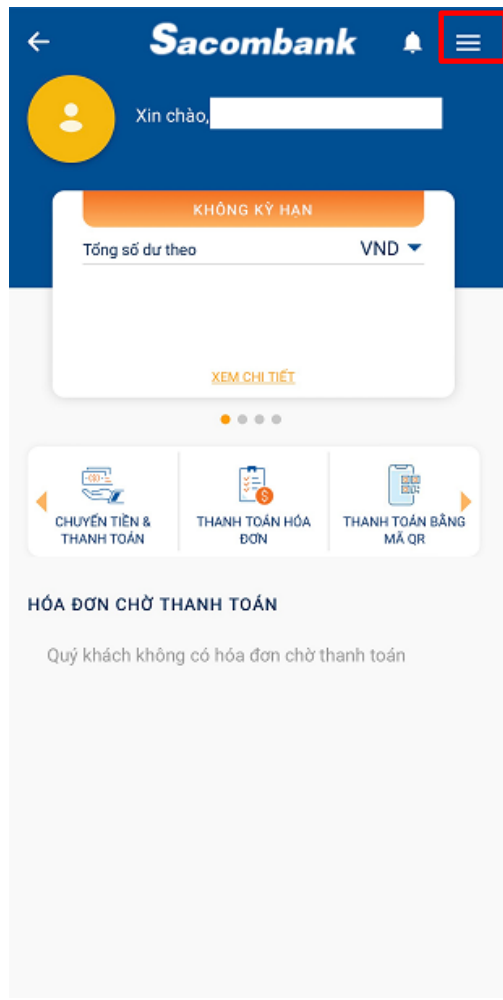 Sacombank
Xin chào,
KHÔNG KỲ HẠN
Tổng số dư theo VND
XEM CHI TIẾT
CHUYỂN TIỀN &
THANH TOÁN
THANH TOÁN HÓA
ĐƠN
THANH TOÁN BẰNG
MÃ QR
HÓA ĐƠN CHỜ THANH TOÁN
Quý khách không có hóa đơn chờ thanh toán